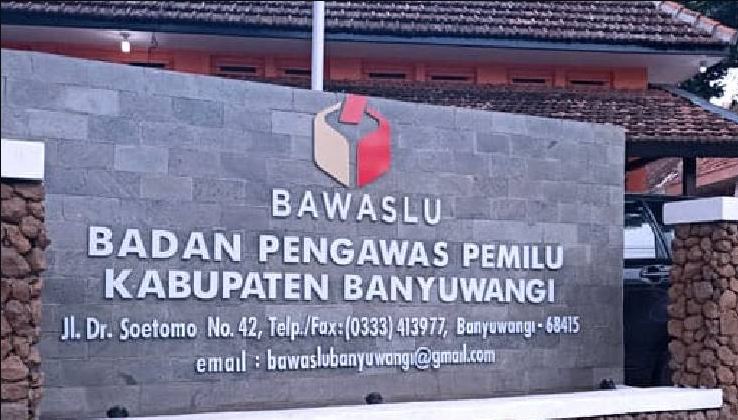 BAWASLU
BADAN PENGAWAS PEMILU
KABUPATEN BANYUWANGI
Jl. Dr. Soetomo No. 42, Telp./Fax: (0333) 413977, Banyuwangi - 68415
email : bawaslubanyuwangi@gmail.com